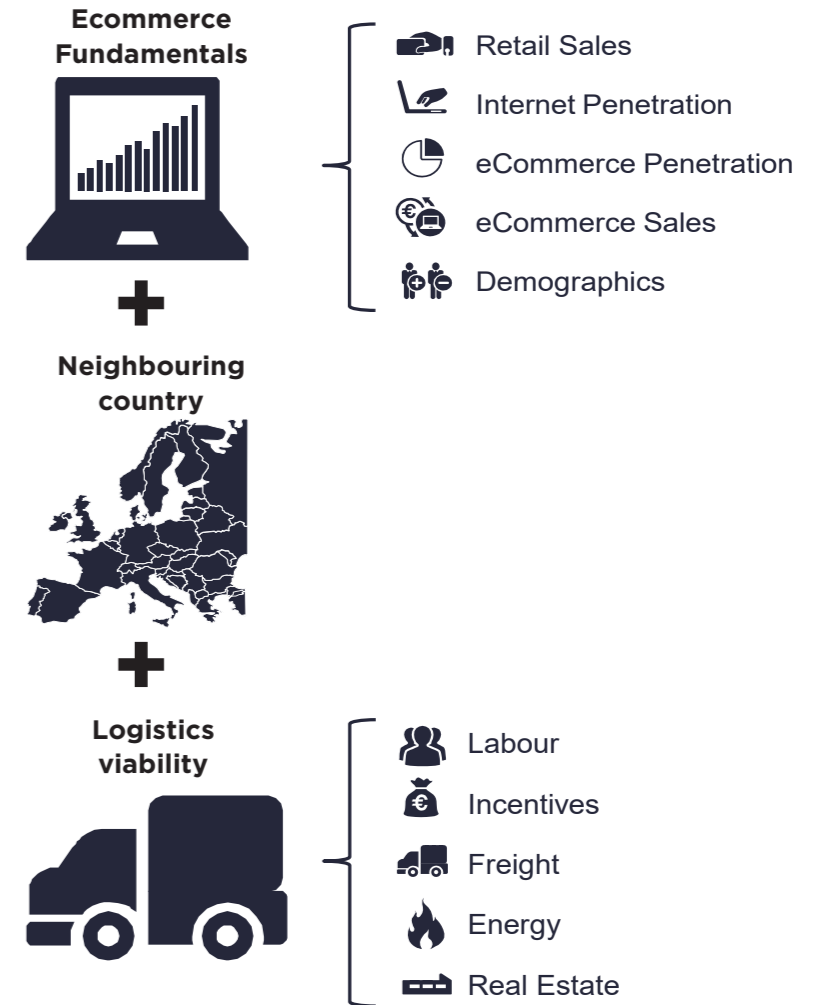 Ecommerce
Fundamentals
Retail Sales
Internet Penetration
eCommerce Penetration
eCommerce Sales
Demographics
Neighbouring
country
Logistics
viability
Labour
Incentives
Freight
Energy
Real Estate